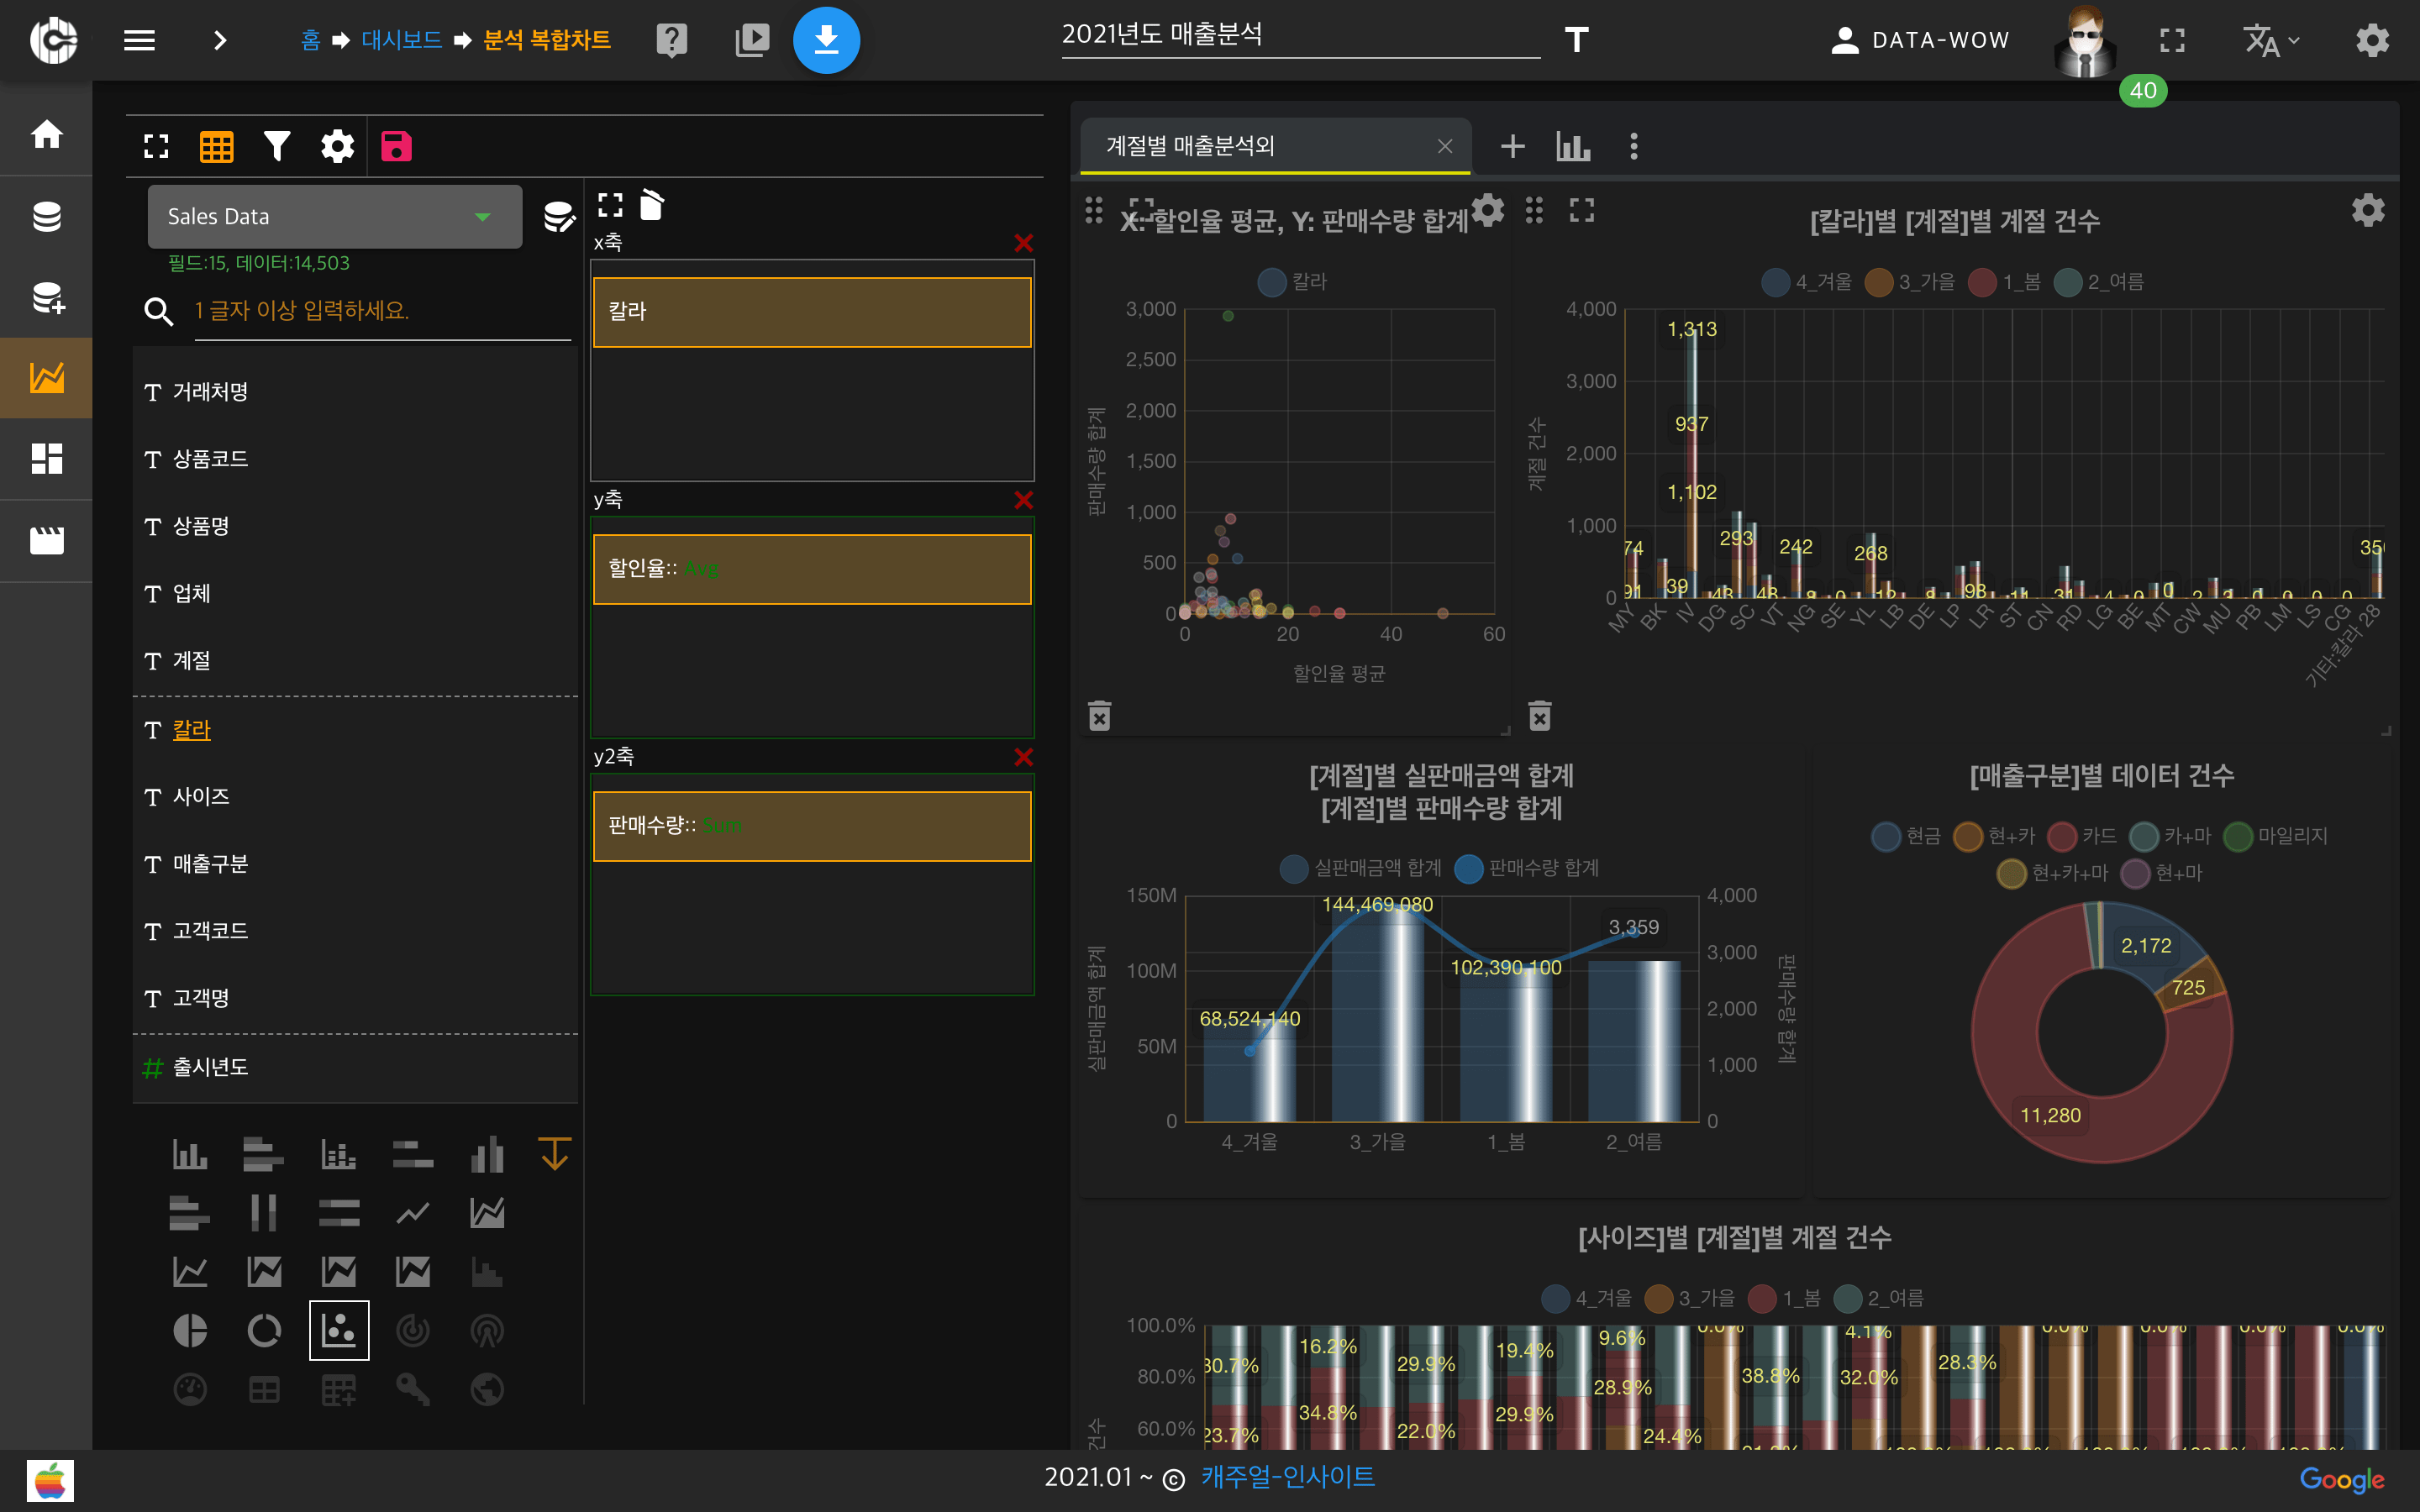 홈 ➡ 대시보드 ➡ 분석 복합차트
2021년도 매출분석
DATA-WOW
40
Sales Data
필드:15, 데이터:14,503
1 글자 이상 입력하세요.
거래처명
상품코드
상품명
업체
계절
칼라
사이즈
매출구분
고객코드
고객명
출시년도
x축
칼라
y축
할인율:: Avg
y2축
판매수량:: Sum
계절별 매출분석외
X: 할인율 평균, Y: 판매수량 합계
칼라
판매수량 합계
3,000
2,500
2,000
1,500
1,000
500
0
0 20 40 60
할인율 평균
[칼라]별 [계절]별 계절 건수
4_겨울 3_가을 1_봄 2_여름
계절 건수
4,000
3,000
2,000
1,000
0
1,313
937
1,102
74
91
39
293
43
48
242
268
12
98
31
MY BK IV DG SC VT NG SE YL LB DE LP LR ST CN RD LG BE MT CW MU PB LM LS CG 기타:칼라 28
[계절]별 실판매금액 합계
[계절]별 판매수량 합계
실판매금액 합계 판매수량 합계
실판매금액 합계
150M
100M
50M
0
68,524,140
144,469,080
102,390,100
3,359
4,000
3,000
2,000
1,000
0
판매수량 합계
4_겨울 3_가을 1_봄 2_여름
[매출구분]별 데이터 건수
현금 현+카 카드 카+마 마일리지
현+카+마 현+마
2,172
725
11,280
[사이즈]별 [계절]별 계절 건수
4_겨울 3_가을 1_봄 2_여름
100.0%
80.0%
60.0%
건수
30.7% 16.2% 29.9% 19.4% 9.6% 38.8% 4.1% 28.3%
23.7% 34.8% 22.0% 29.9% 28.9% 24.4% 32.0%
2021.01 ~ © 캐주얼-인사이트
Google